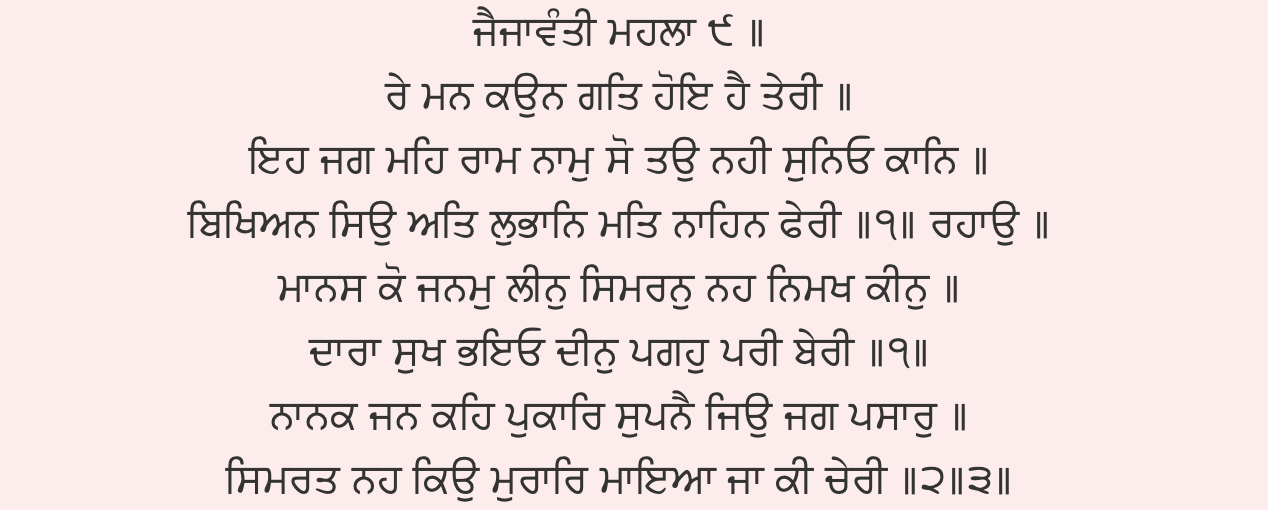 ਜੈਜਾਵੰਤੀ ਮਹਲਾ ੯ ॥
ਰੇ ਮਨ ਕਉਨ ਗਤਿ ਹੋਇ ਹੈ ਤੇਰੀ ॥
ਇਹ ਜਗ ਮਹਿ ਰਾਮ ਨਾਮੁ ਸੋ ਤਉ ਨਹੀ ਸੁਨਿਓ ਕਾਨਿ ॥
ਬਿਖਿਅਨ ਸਿਉ ਅਤਿ ਲੁਭਾਨਿ ਮਤਿ ਨਾਹਿਨ ਫੇਰੀ ॥੧॥ ਰਹਾਉ ॥
ਮਾਨਸ ਕੋ ਜਨਮੁ ਲੀਨੁ ਸਿਮਰਨੁ ਨਹ ਨਿਮਖ ਕੀਨੁ ॥
ਦਾਰਾ ਸੁਖ ਭਇਓ ਦੀਨੁ ਪਗਹੁ ਪਰੀ ਬੇਰੀ ॥੧॥
ਨਾਨਕ ਜਨ ਕਹਿ ਪੁਕਾਰਿ ਸੁਪਨੈ ਜਿਉ ਜਗ ਪਸਾਰੁ ॥
ਸਿਮਰਤ ਨਹ ਕਿਉ ਮੁਰਾਰਿ ਮਾਇਆ ਜਾ ਕੀ ਚੇਰੀ ॥੨॥੩॥